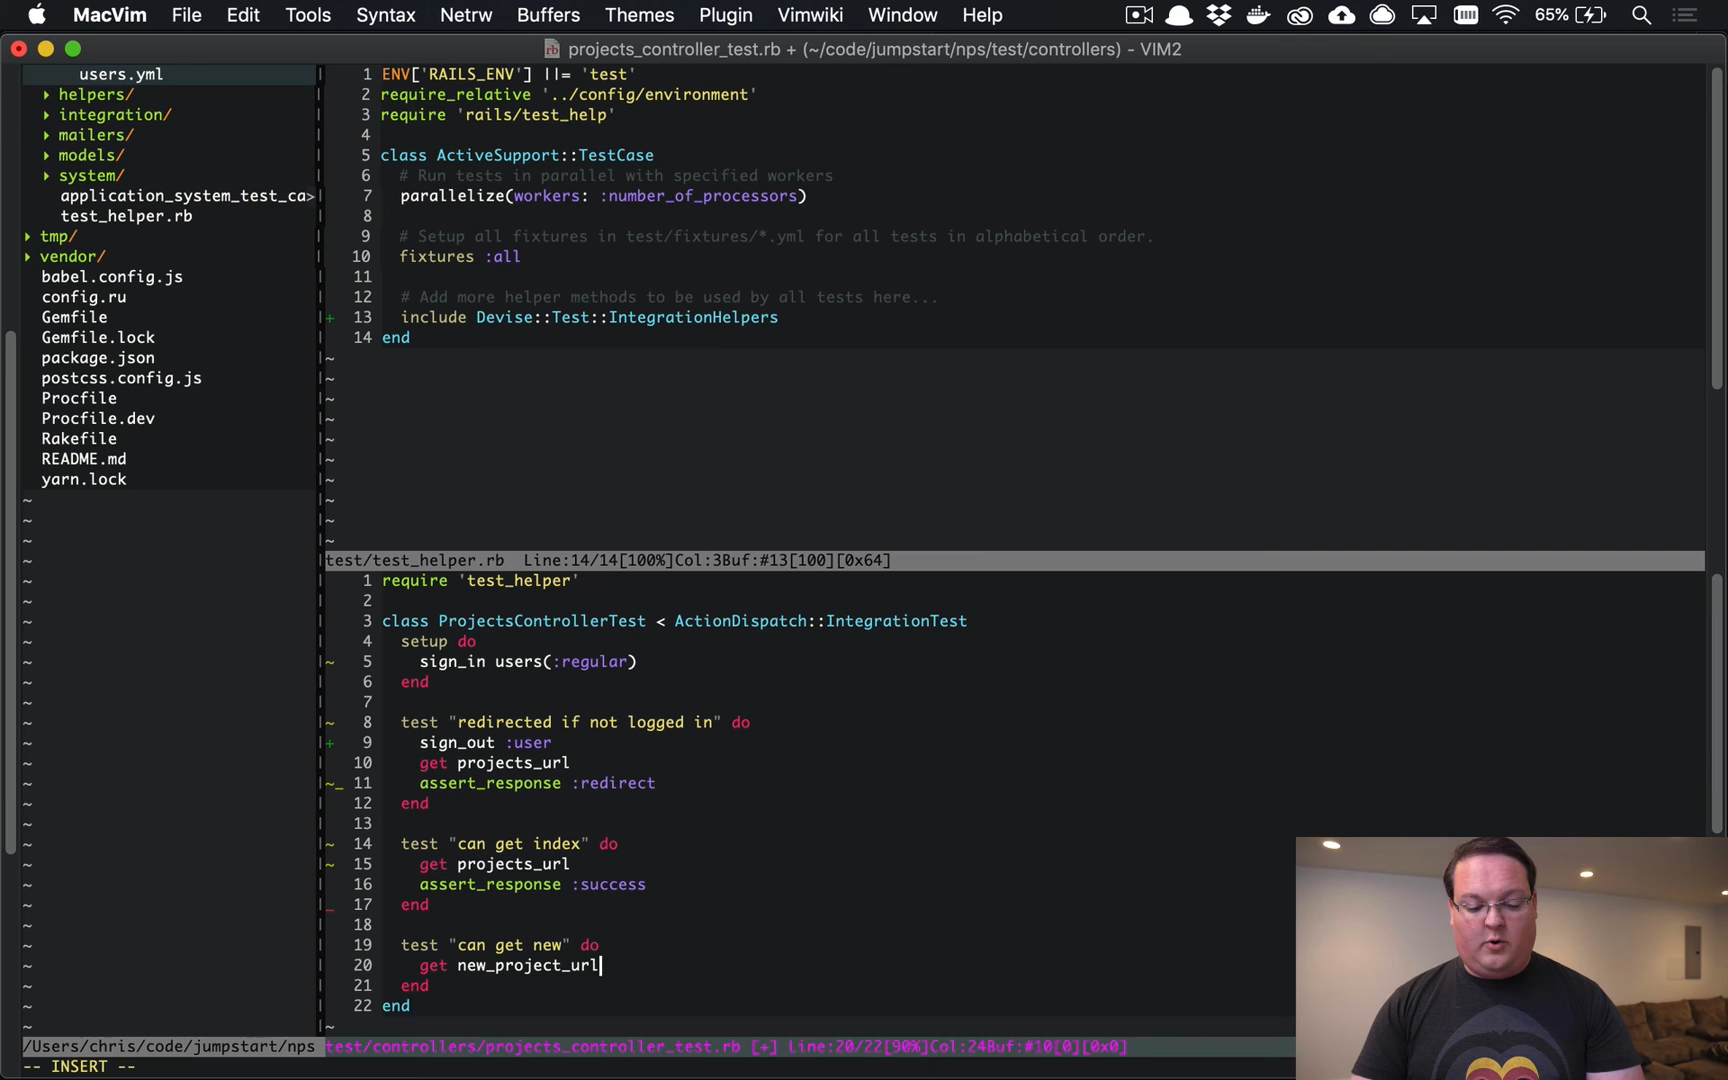 MacVim File Edit Tools Syntax Netrw Buffers Themes Plugin Vimwiki Window Help 65%
projects_controller_test.rb + (~/code/jumpstart/nps/test/controllers) - VIM2
users.yml
helpers/
integration/
mailers/
models/
system/
application_system_test_ca>
test_helper.rb
tmp/
vendor/
babel.config.js
config.ru
Gemfile
Gemfile.lock
package.json
postcss.config.js
Procfile
Procfile.dev
Rakefile
README.md
yarn.lock
/Users/chris/code/jumpstart/nps
1 ENV['RAILS_ENV'] ||= 'test'
2 require_relative '../config/environment'
3 require 'rails/test_help'
4
5 class ActiveSupport::TestCase
6 # Run tests in parallel with specified workers
7 parallelize(workers: :number_of_processors)
8
9 # Setup all fixtures in test/fixtures/*.yml for all tests in alphabetical order.
10 fixtures :all
11
12 # Add more helper methods to be used by all tests here...
+ 13 include Devise::Test::IntegrationHelpers
14 end
test/test_helper.rb Line:14/14[100%]Col:3Buf:#13[100][0x64]
1 require 'test_helper'
2
3 class ProjectsControllerTest < ActionDispatch::IntegrationTest
4 setup do
~ 5 sign_in users(:regular)
6 end
7
~ 8 test "redirected if not logged in" do
+ 9 sign_out :user
10 get projects_url
~_ 11 assert_response :redirect
12 end
13
~ 14 test "can get index" do
~ 15 get projects_url
16 assert_response :success
_ 17 end
18
19 test "can get new" do
20 get new_project_url
21 end
22 end
test/controllers/projects_controller_test.rb [+] Line:20/22[90%]Col:24Buf:#10[0][0x0]
-- INSERT --